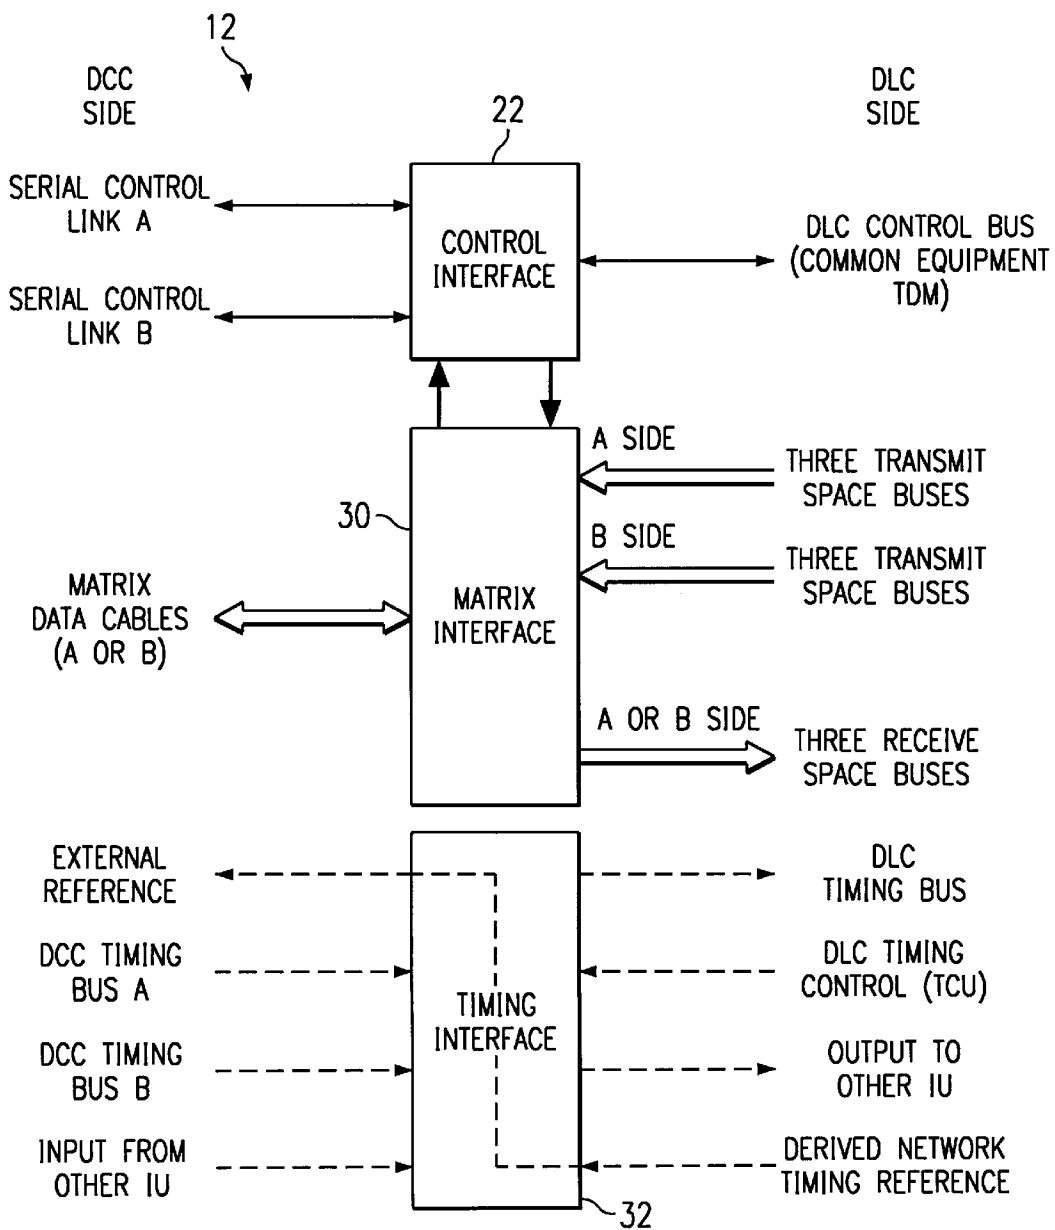 12
DCC
SIDE
DLC
SIDE
22
SERIAL CONTROL
LINK A
CONTROL
INTERFACE
DLC CONTROL BUS
(COMMON EQUIPMENT
TDM)
SERIAL CONTROL
LINK B
A SIDE
THREE TRANSMIT
SPACE BUSES
30
B SIDE
THREE TRANSMIT
SPACE BUSES
MATRIX
DATA CABLES
(A OR B)
MATRIX
INTERFACE
A OR B SIDE
THREE RECEIVE
SPACE BUSES
EXTERNAL
REFERENCE
DLC
TIMING BUS
DCC TIMING
BUS A
DLC TIMING
CONTROL (TCU)
TIMING
INTERFACE
DCC TIMING
BUS B
OUTPUT TO
OTHER IU
INPUT FROM
OTHER IU
DERIVED NETWORK
TIMING REFERENCE
32